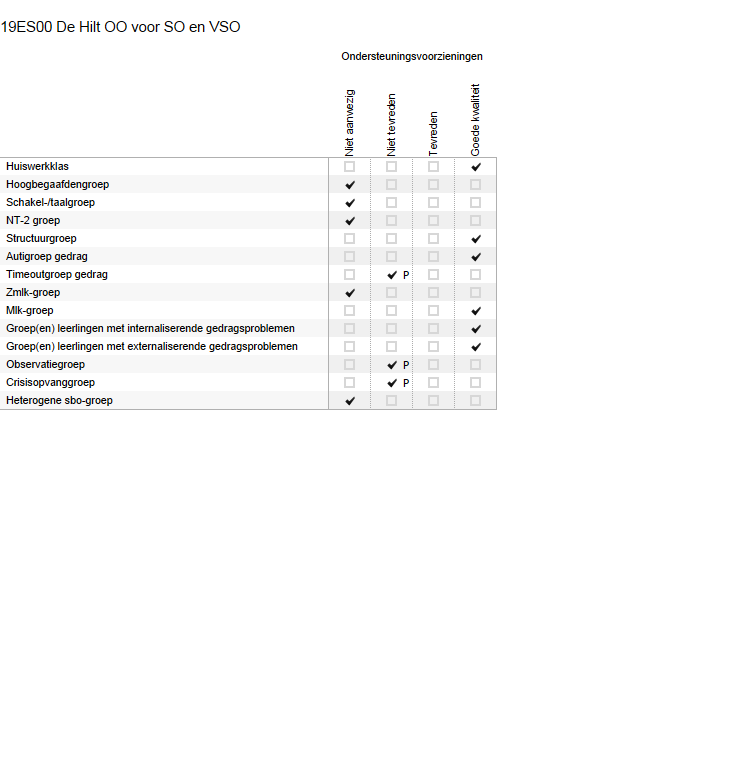 19ES00 De Hilt OO voor SO en VSO
Ondersteuningsvoorzieningen
Niet aanwezig
Niet tevreden
Tevreden
Goede kwaliteit
Huiswerkklas
Hoogbegaafdengroep
Schakel-/taalgroep
NT-2 groep
Structuurgroep
Autigroep gedrag
Timeoutgroep gedrag P
Zmlk-groep
Mlk-groep
Groep(en) leerlingen met internaliserende gedragsproblemen
Groep(en) leerlingen met externaliserende gedragsproblemen
Observatiegroep P
Crisisopvanggroep P
Heterogene sbo-groep